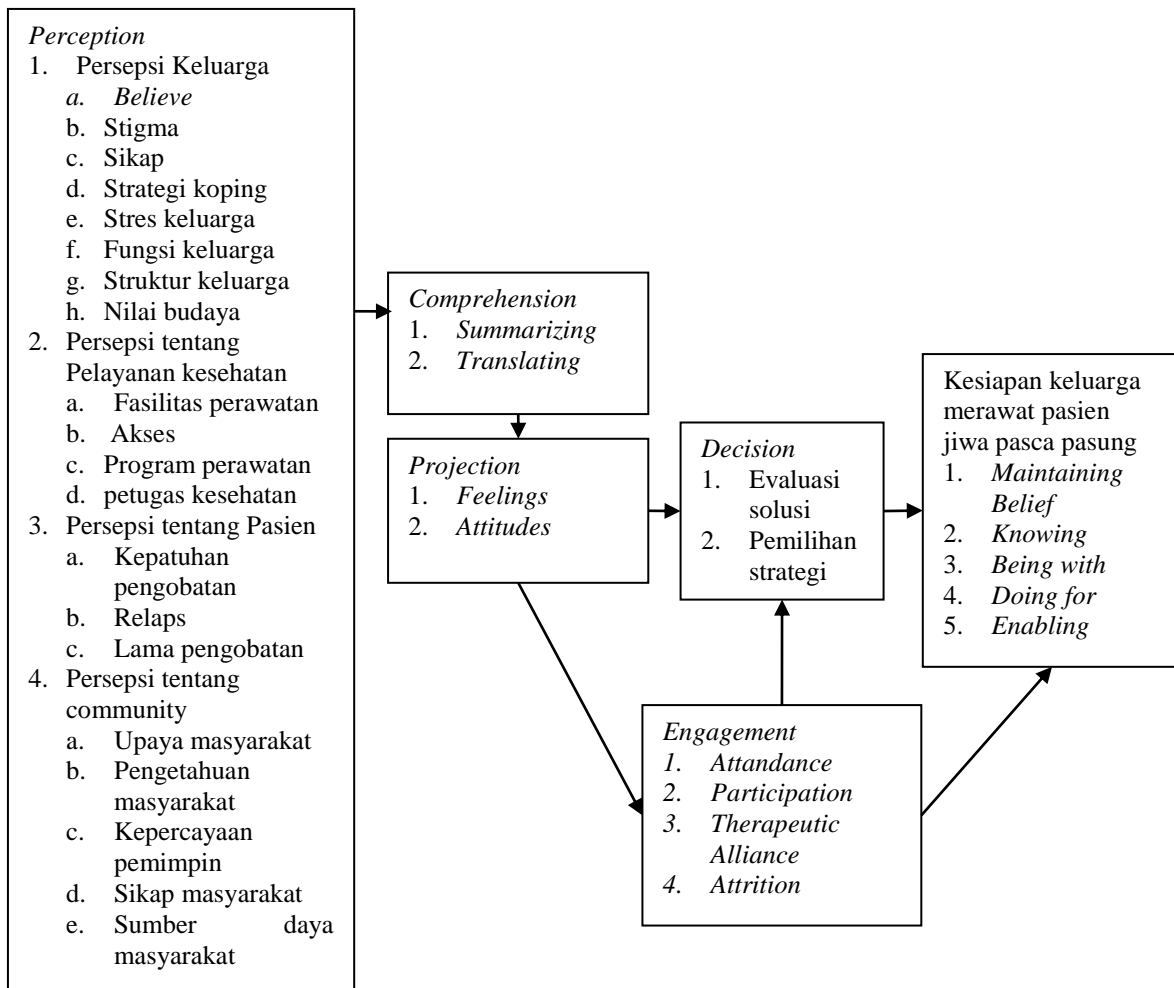 Perception
1. Persepsi Keluarga
a. Believe
b. Stigma
c. Sikap
d. Strategi koping
e. Stres keluarga
f. Fungsi keluarga
g. Struktur keluarga
h. Nilai budaya
2. Persepsi tentang
Pelayanan kesehatan
a. Fasilitas perawatan
b. Akses
c. Program perawatan
d. petugas kesehatan
3. Persepsi tentang Pasien
a. Kepatuhan
pengobatan
b. Relaps
c. Lama pengobatan
4. Persepsi tentang
community
a. Upaya masyarakat
b. Pengetahuan
masyarakat
c. Kepercayaan
pemimpin
d. Sikap masyarakat
e. Sumber daya
masyarakat
Comprehension
1. Summarizing
2. Translating
Projection
1. Feelings
2. Attitudes
Decision
1. Evaluasi
solusi
2. Pemilihan
strategi
Engagement
1. Attandance
2. Participation
3. Therapeutic
Alliance
4. Attrition
Kesiapan keluarga
merawat pasien
jiwa pasca pasung
1. Maintaining
Belief
2. Knowing
3. Being with
4. Doing for
5. Enabling